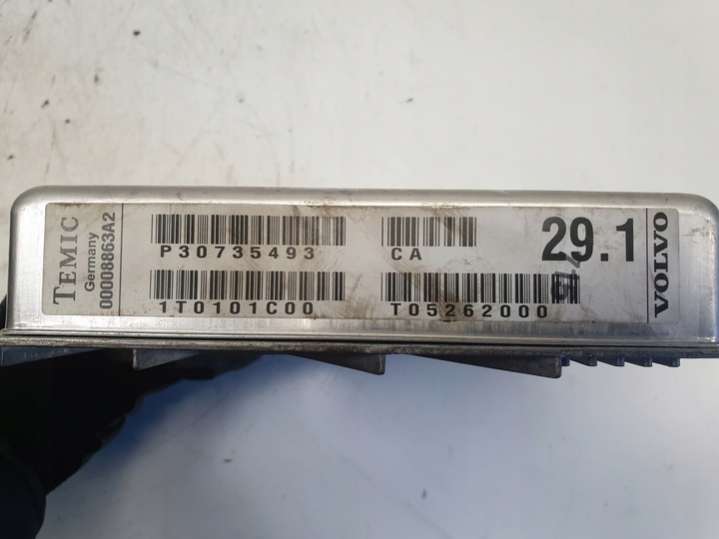 TEMIC
Germany
00008863A2
P30735493
CA
29.1
1T0101C00
T05262000
VOLVO